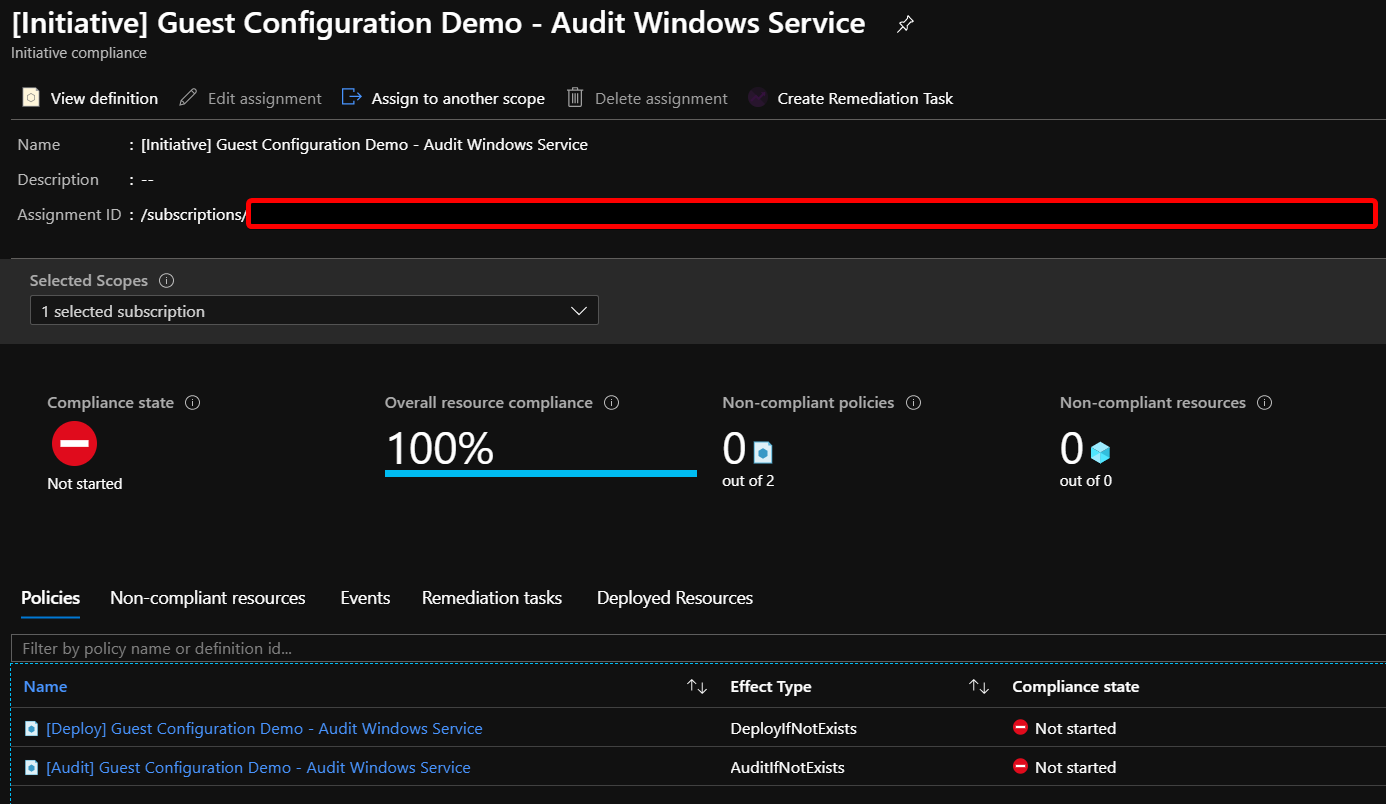 [Initiative] Guest Configuration Demo - Audit Windows Service
Initiative compliance
View definition Edit assignment Assign to another scope Delete assignment Create Remediation Task
Name : [Initiative] Guest Configuration Demo - Audit Windows Service
Description : --
Assignment ID : /subscriptions/
Selected Scopes
1 selected subscription
Compliance state Overall resource compliance Non-compliant policies Non-compliant resources
100% 0 0
Not started out of 2 out of 0
Policies Non-compliant resources Events Remediation tasks Deployed Resources
Filter by policy name or definition id...
Name Effect Type Compliance state
[Deploy] Guest Configuration Demo - Audit Windows Service DeployIfNotExists Not started
[Audit] Guest Configuration Demo - Audit Windows Service AuditIfNotExists Not started